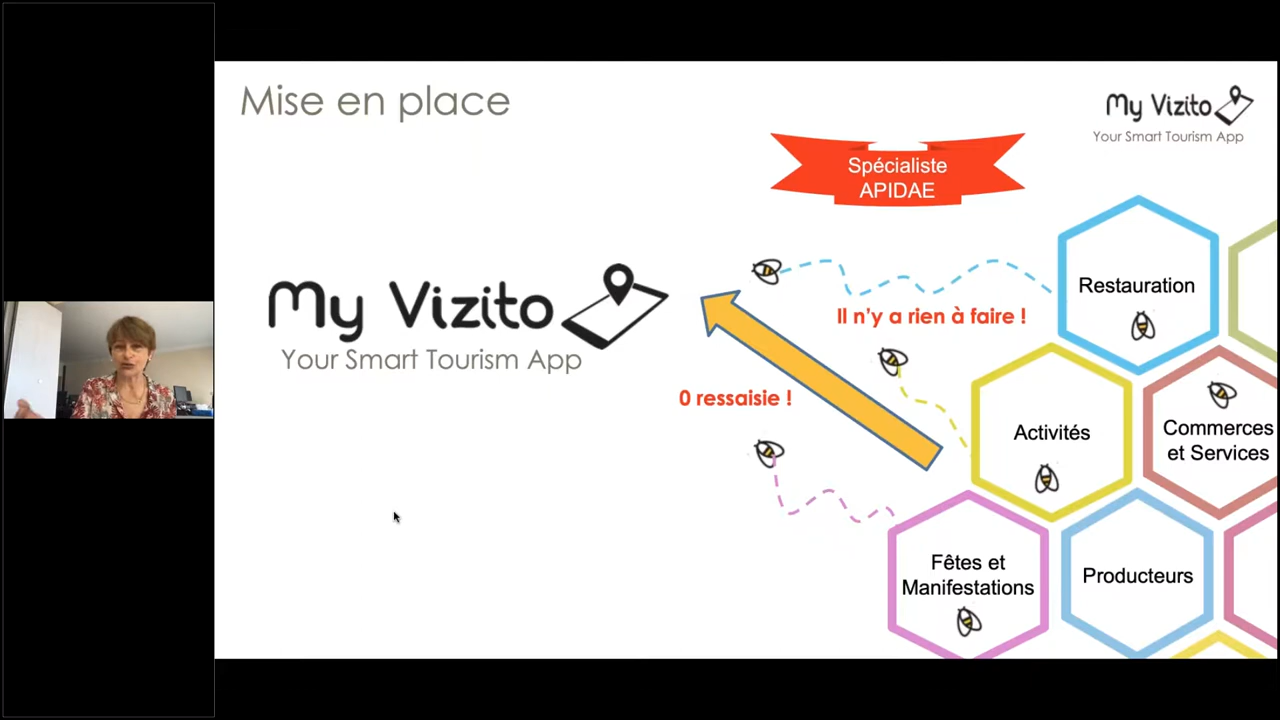 Mise en place
My Vizito
Your Smart Tourism App
Spécialiste
APIDAE
My Vizito
Your Smart Tourism App
Il n'y a rien à faire !
0 ressaisie !
Restauration
Activités
Commerces
et Services
Fêtes et
Manifestations
Producteurs